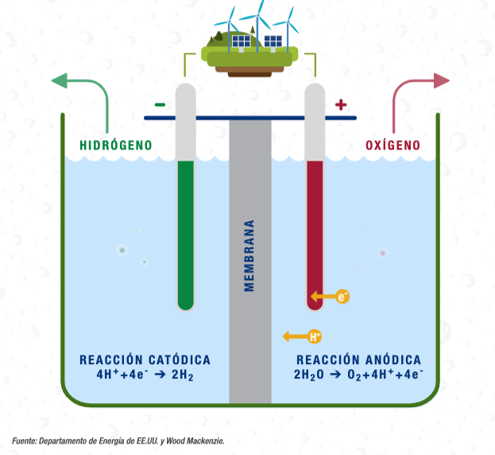 -
+
HIDRÓGENO
OXÍGENO
MEMBRANA
e⁻
H⁺
REACCIÓN CATÓDICA
4H⁺+4e⁻ ➔ 2H₂
REACCIÓN ANÓDICA
2H₂O ➔ O₂+4H⁺+4e⁻
Fuente: Departamento de Energía de EE.UU. y Wood Mackenzie.